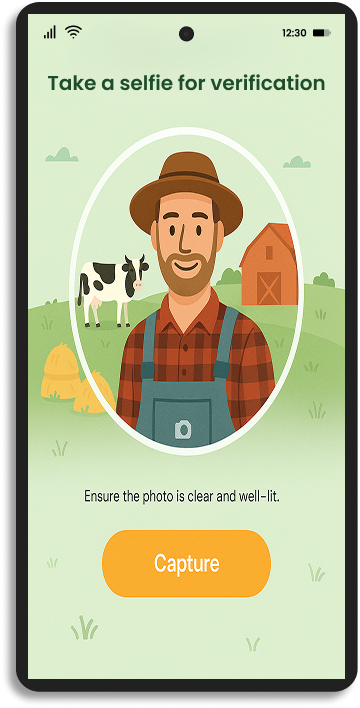 12:30
Take a selfie for verification
Ensure the photo is clear and well-lit.
Capture